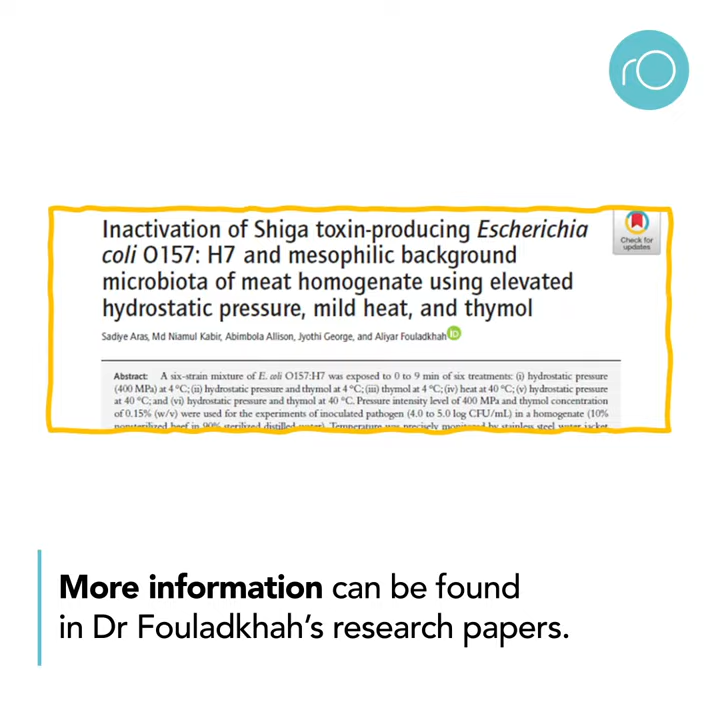 rO
Inactivation of Shiga toxin-producing Escherichia
coli O157: H7 and mesophilic background
microbiota of meat homogenate using elevated
hydrostatic pressure, mild heat, and thymol
Check for
updates
Sadiye Aras, Md Niamul Kabir, Abimbola Allison, Jyothi George, and Aliyar Fouladkhah iD
Abstract: A six-strain mixture of E. coli O157:H7 was exposed to 0 to 9 min of six treatments: (i) hydrostatic pressure
(400 MPa) at 4 °C; (ii) hydrostatic pressure and thymol at 4 °C; (iii) thymol at 4 °C; (iv) heat at 40 °C; (v) hydrostatic pressure
at 40 °C; and (vi) hydrostatic pressure and thymol at 40 °C. Pressure intensity level of 400 MPa and thymol concentration
of 0.15% (w/v) were used for the experiments of inoculated pathogen (4.0 to 5.0 log CFU/mL) in a homogenate (10%
nonsterilized beef in 90% sterilized distilled water). Temperature was precisely monitored by stainless steel water jacket
More information can be found
in Dr Fouladkhah’s research papers.